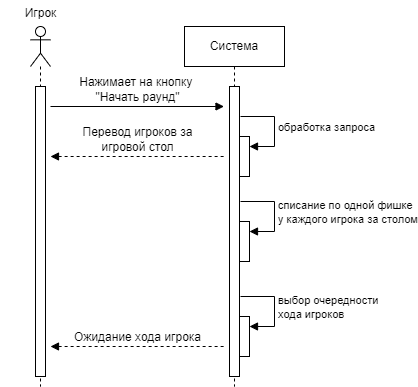 Игрок
Система
Нажимает на кнопку
"Начать раунд"
обработка запроса
Перевод игроков за
игровой стол
списание по одной фишке
у каждого игрока за столом
выбор очередности
хода игроков
Ожидание хода игрока